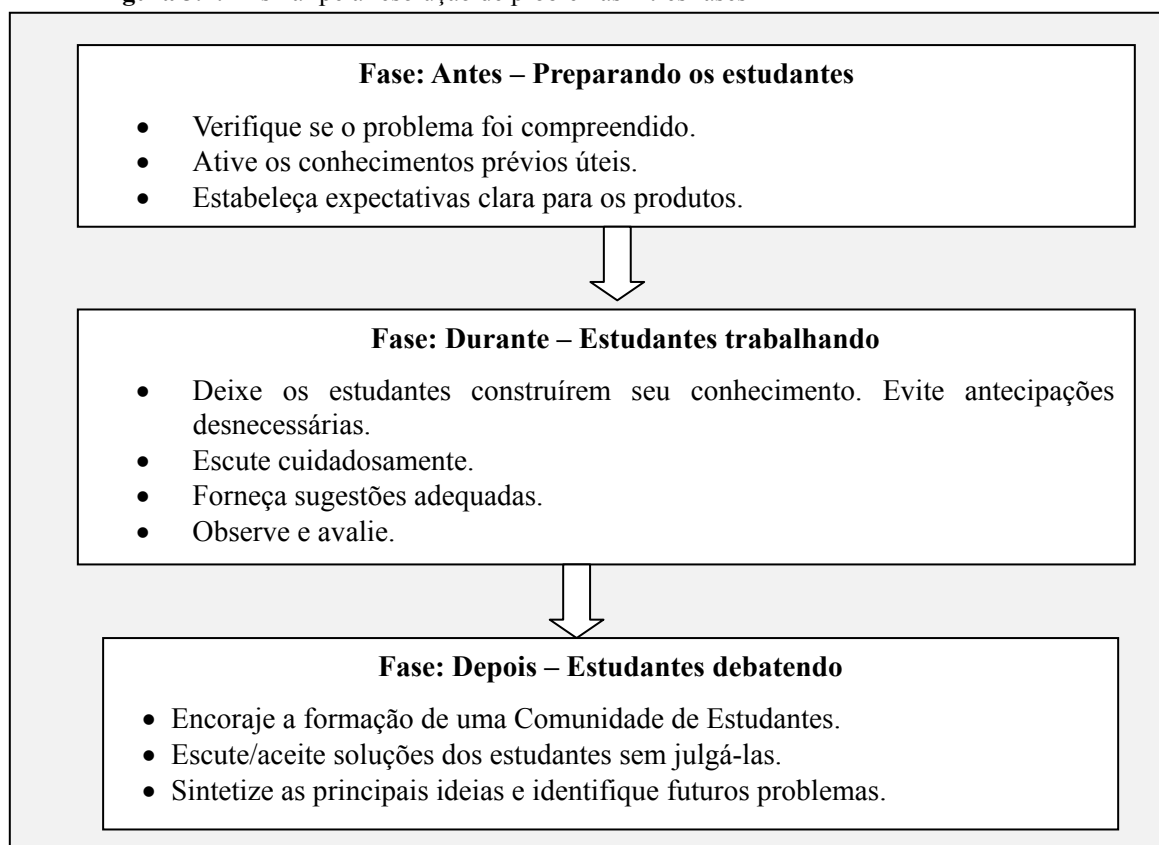 Fase: Antes – Preparando os estudantes
• Verifique se o problema foi compreendido.
• Ative os conhecimentos prévios úteis.
• Estabeleça expectativas clara para os produtos.
Fase: Durante – Estudantes trabalhando
• Deixe os estudantes construírem seu conhecimento. Evite antecipações
desnecessárias.
• Escute cuidadosamente.
• Forneça sugestões adequadas.
• Observe e avalie.
Fase: Depois – Estudantes debatendo
• Encoraje a formação de uma Comunidade de Estudantes.
• Escute/aceite soluções dos estudantes sem julgá-las.
• Sintetize as principais ideias e identifique futuros problemas.